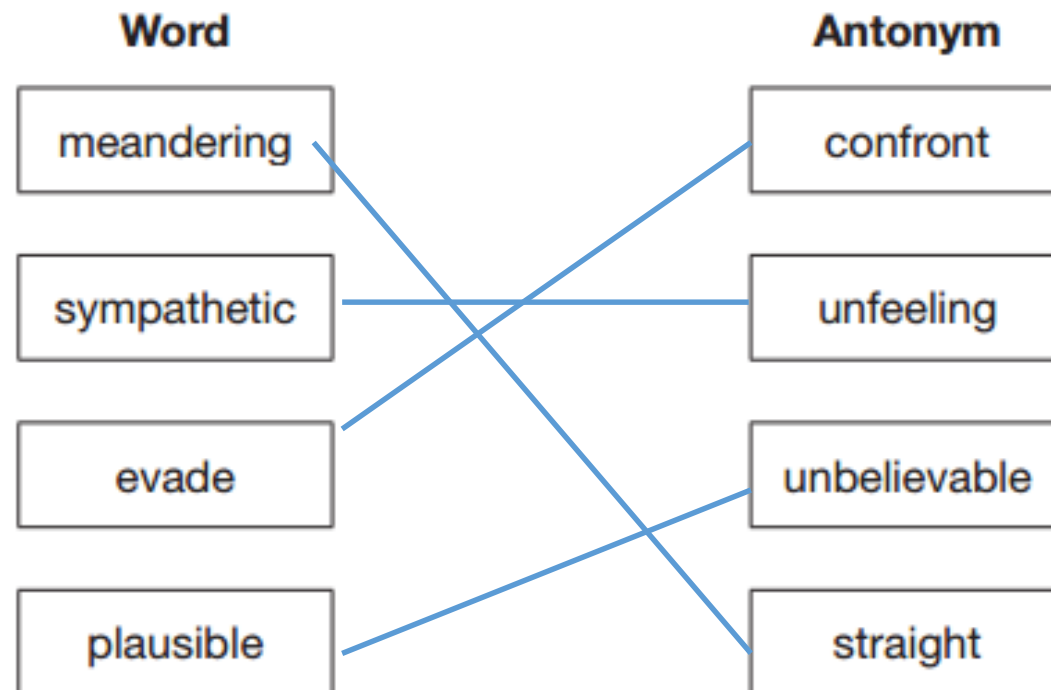 Word Antonym
meandering confront
sympathetic unfeeling
evade unbelievable
plausible straight